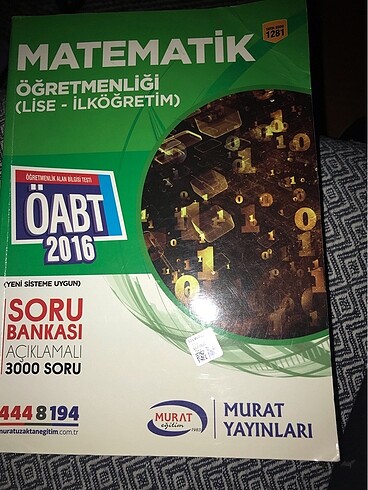 1281
MATEMATİK
ÖĞRETMENLİĞİ
(LİSE - İLKÖĞRETİM)
ÖĞRETMENLİK ALAN BİLGİSİ TESTİ
ÖABT
2016
(YENİ SİSTEME UYGUN)
SORU
BANKASI
AÇIKLAMALI
3000 SORU
444 8 194
muratuzaktanegitim.com.tr
MURAT
eğitim
MURAT
YAYINLARI